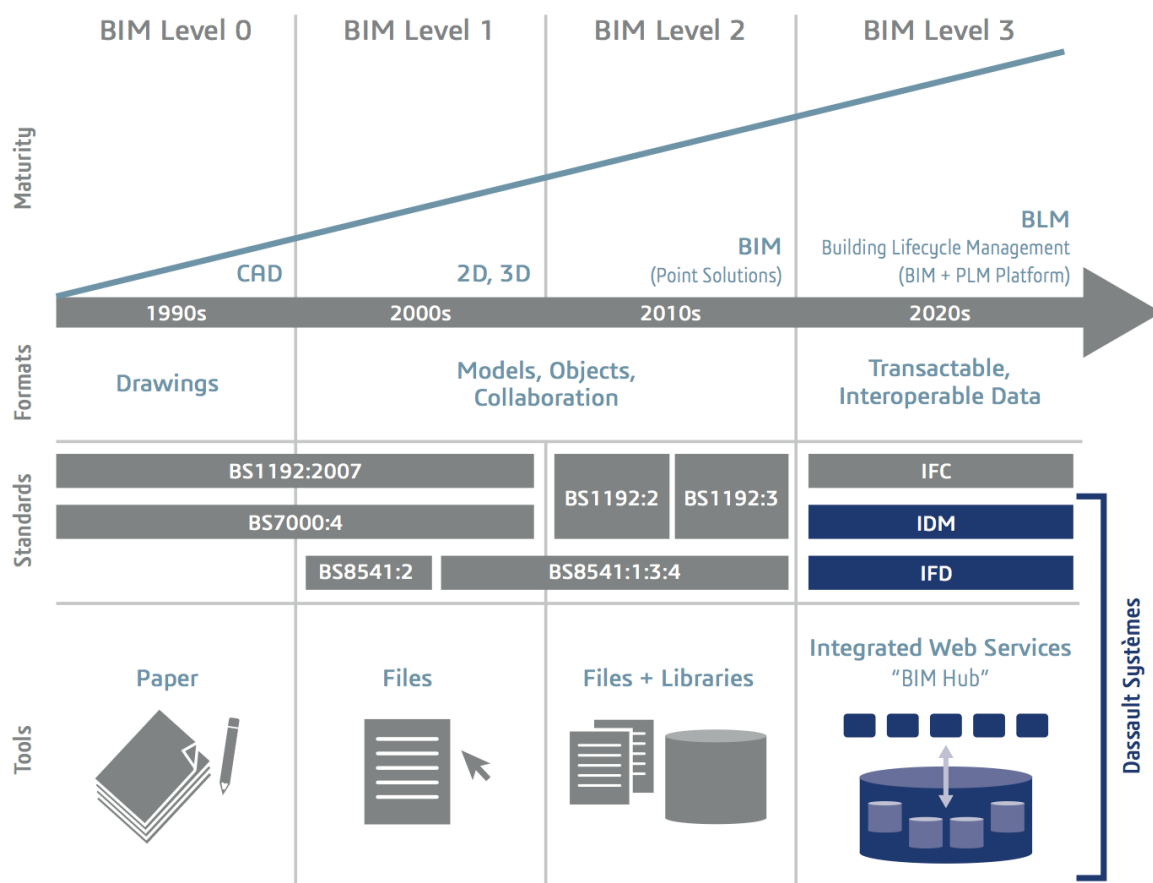 BIM Level 0
BIM Level 1
BIM Level 2
BIM Level 3
Maturity
CAD
2D, 3D
BIM
(Point Solutions)
BLM
Building Lifecycle Management
(BIM + PLM Platform)
1990s
2000s
2010s
2020s
Formats
Drawings
Models, Objects,
Collaboration
Transactable,
Interoperable Data
Standards
BS1192:2007
BS7000:4
BS8541:2
BS1192:2
BS1192:3
BS8541:1:3:4
IFC
IDM
IFD
Tools
Paper
Files
Files + Libraries
Integrated Web Services
“BIM Hub”
Dassault Systèmes